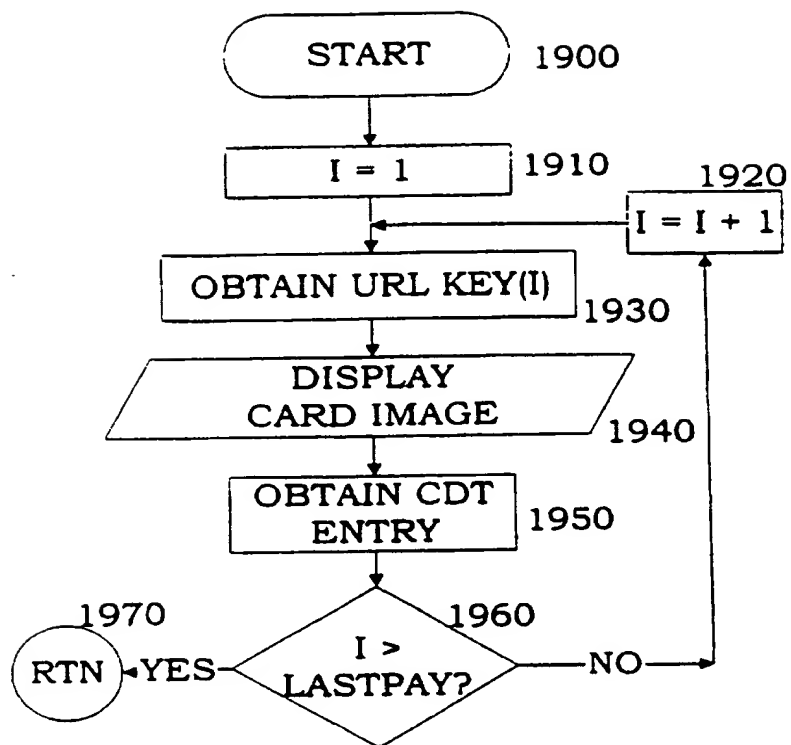 START
1900
I = 1
1910
1920
I = I + 1
OBTAIN URL KEY(I)
1930
DISPLAY
CARD IMAGE
1940
OBTAIN CDT
ENTRY
1950
1960
1970
I >
LASTPAY?
RTN
YES
NO